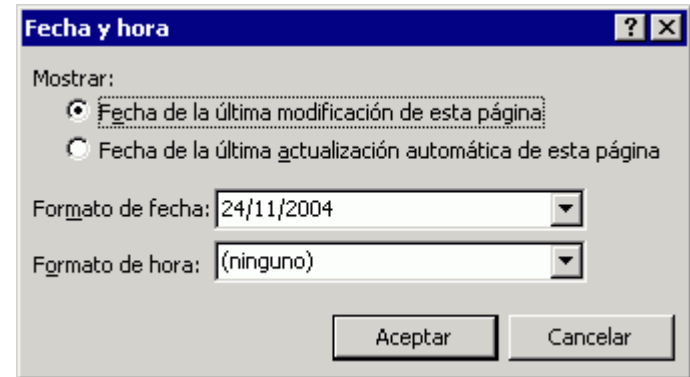 Fecha y hora
Mostrar:
Fecha de la última modificación de esta página
Fecha de la última actualización automática de esta página
Formato de fecha: 24/11/2004
Formato de hora: (ninguno)
Aceptar Cancelar